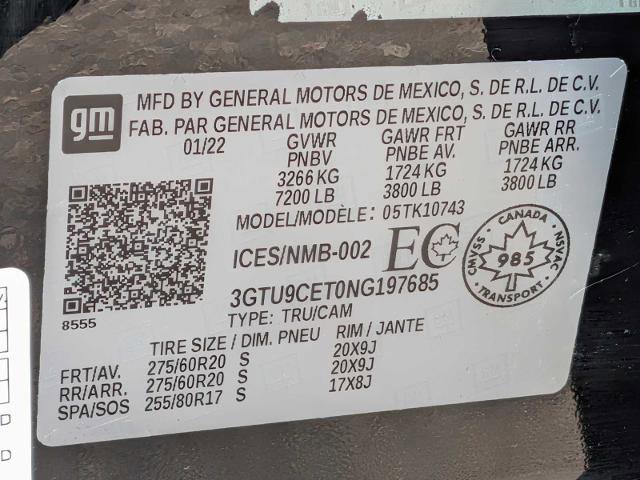 gm
MFD BY GENERAL MOTORS DE MEXICO, S. DE R.L. DE C.V.
FAB. PAR GENERAL MOTORS DE MEXICO, S. DE R.L. DE C.V.
01/22 GVWR GAWR FRT GAWR RR
PNBV PNBE AV. PNBE ARR.
3266 KG 1724 KG 1724 KG
7200 LB 3800 LB 3800 LB
MODEL/MODÈLE: 05TK10743
ICES/NMB-002 EC
CANADA
CMVSS 985 NSVAC
TRANSPORT
3GTU9CET0NG197685
8555
TYPE: TRU/CAM
TIRE SIZE / DIM. PNEU RIM / JANTE
FRT/AV. 275/60R20 S 20X9J
RR/ARR. 275/60R20 S 20X9J
SPA/SOS 255/80R17 S 17X8J
D
D